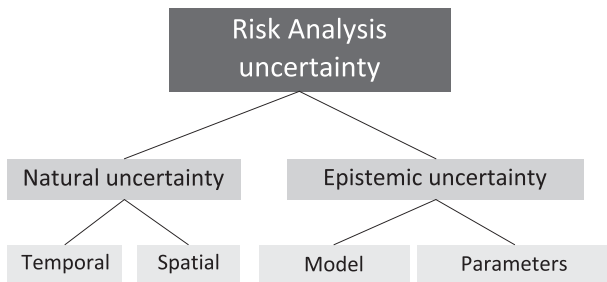 Risk Analysis
uncertainty
Natural uncertainty
Epistemic uncertainty
Temporal
Spatial
Model
Parameters